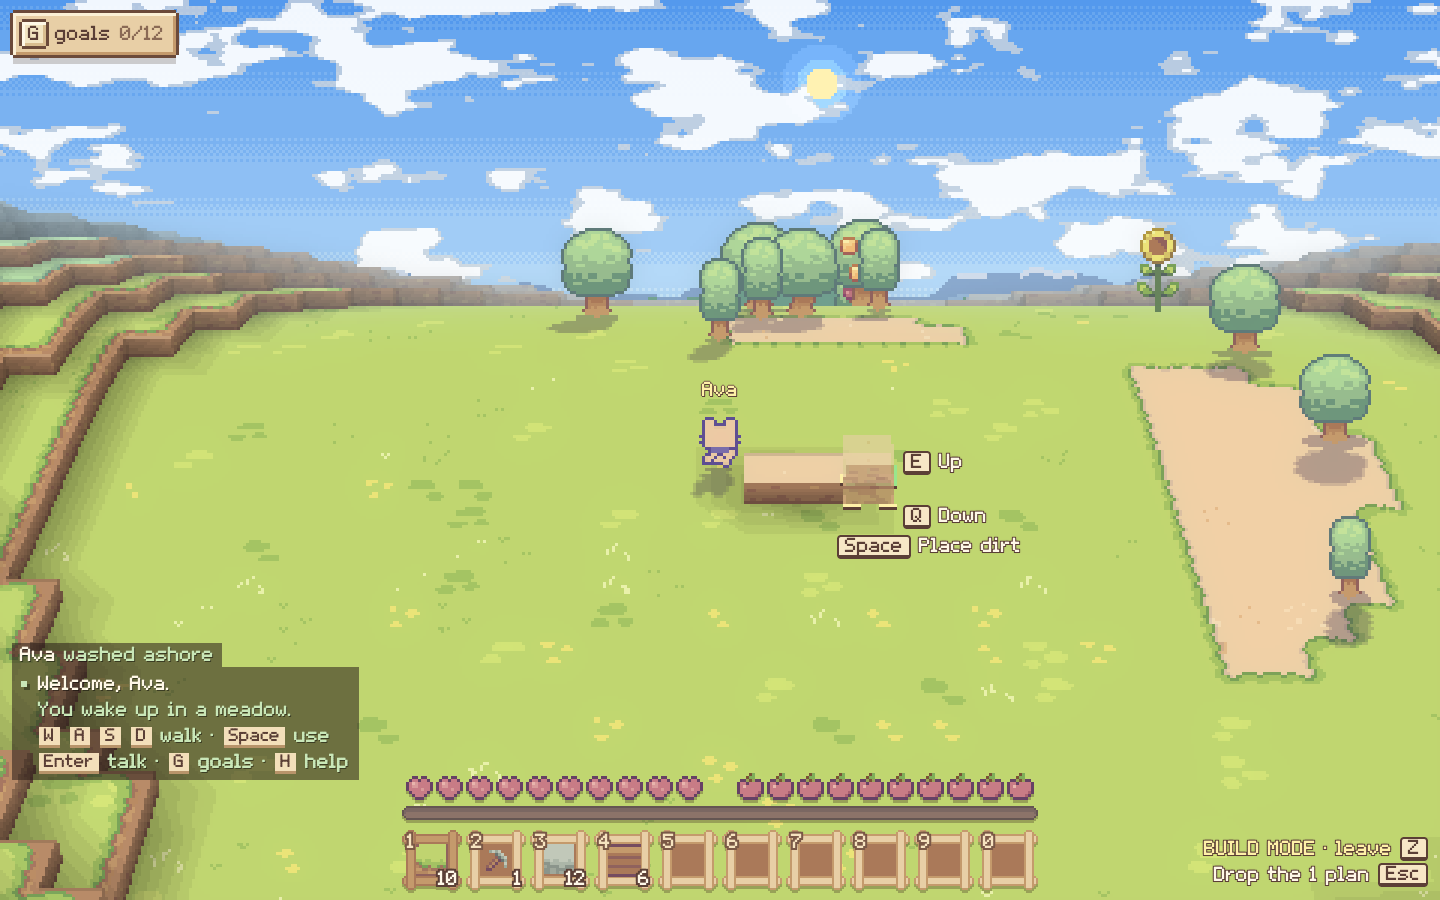 G goals 0/12
Ava
E Up
Q Down
Space Place dirt
Ava washed ashore
Welcome, Ava.
You wake up in a meadow.
W A S D walk · Space use
Enter talk · G goals · H help
1 2 3 4 5 6 7 8 9 0
10 1 12 6
BUILD MODE · leave Z
Drop the 1 plan Esc